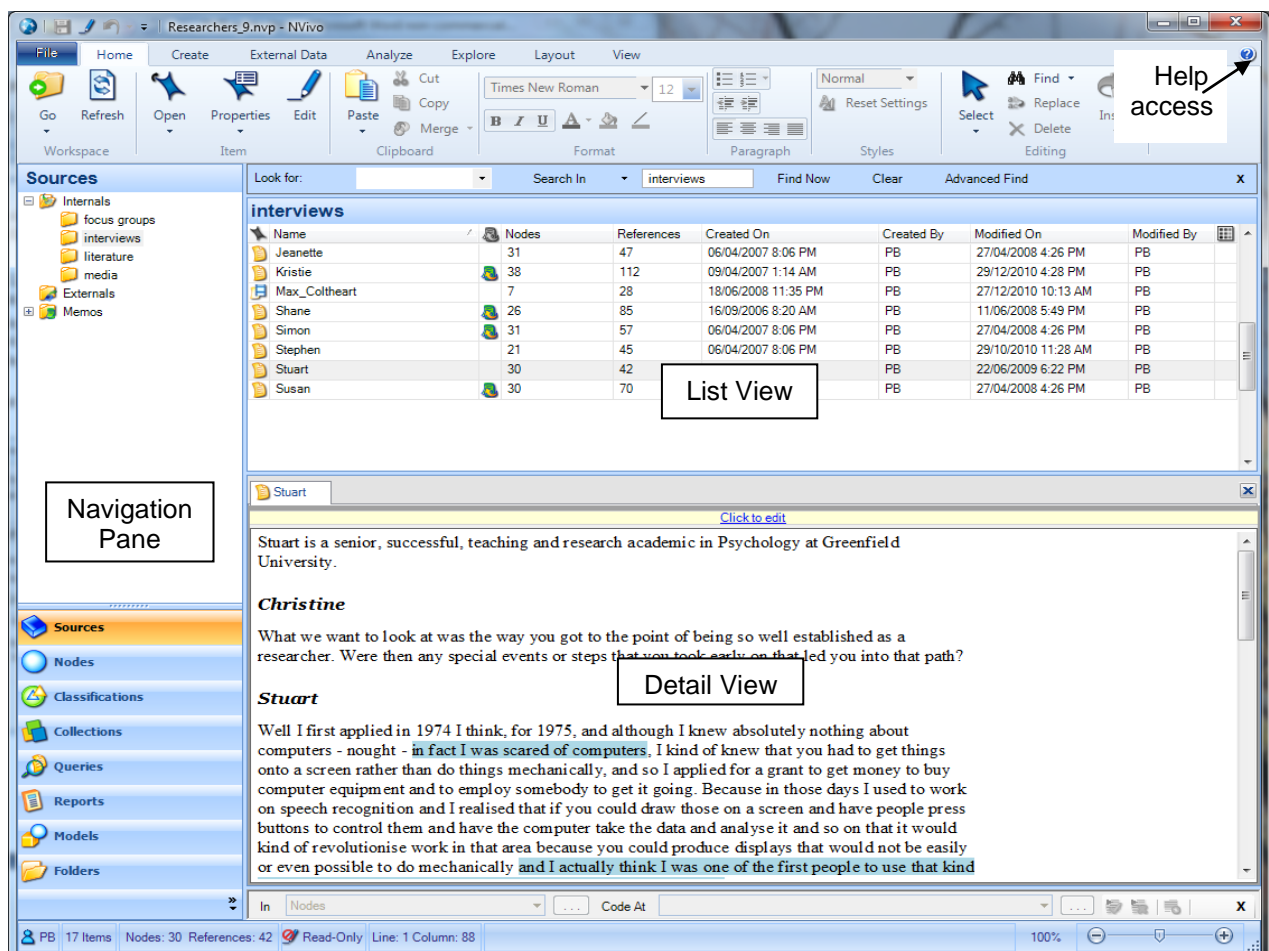 Researchers_9.nvp - NVivo
File Home Create External Data Analyze Explore Layout View
Help access
Go Refresh Open Properties Edit Paste Cut Copy Merge
Times New Roman 12
B I U A
Normal
Reset Settings
Select Find Replace Delete
Workspace Item Clipboard Format Paragraph Styles Editing
Sources
Internals
focus groups
interviews
literature
media
Externals
Memos
Look for: Search In interviews Find Now Clear Advanced Find X
interviews
Name Nodes References Created On Created By Modified On Modified By
Jeanette 31 47 06/04/2007 8:06 PM PB 27/04/2008 4:26 PM PB
Kristie 38 112 09/04/2007 1:14 AM PB 29/12/2010 4:28 PM PB
Max_Coltheart 7 28 18/06/2008 11:35 PM PB 27/12/2010 10:13 AM PB
Shane 26 85 16/09/2006 8:20 AM PB 11/06/2008 5:49 PM PB
Simon 31 57 06/04/2007 8:06 PM PB 27/04/2008 4:26 PM PB
Stephen 21 45 06/04/2007 8:06 PM PB 29/10/2010 11:28 AM PB
Stuart 30 42 PB 22/06/2009 6:22 PM PB
Susan 30 70 PB 27/04/2008 4:26 PM PB
List View
Navigation
Pane
Stuart
Click to edit
Stuart is a senior, successful, teaching and research academic in Psychology at Greenfield
University.
Christine
What we want to look at was the way you got to the point of being so well established as a
researcher. Were then any special events or steps that you took early on that led you into that path?
Detail View
Stuart
Well I first applied in 1974 I think, for 1975, and although I knew absolutely nothing about
computers - nought - in fact I was scared of computers, I kind of knew that you had to get things
onto a screen rather than do things mechanically, and so I applied for a grant to get money to buy
computer equipment and to employ somebody to get it going. Because in those days I used to work
on speech recognition and I realised that if you could draw those on a screen and have people press
buttons to control them and have the computer take the data and analyse it and so on that it would
kind of revolutionise work in that area because you could produce displays that would not be easily
or even possible to do mechanically and I actually think I was one of the first people to use that kind
Sources
Nodes
Classifications
Collections
Queries
Reports
Models
Folders
In Nodes ... Code At ... X
PB 17 Items Nodes: 30 References: 42 Read-Only Line: 1 Column: 88 100%